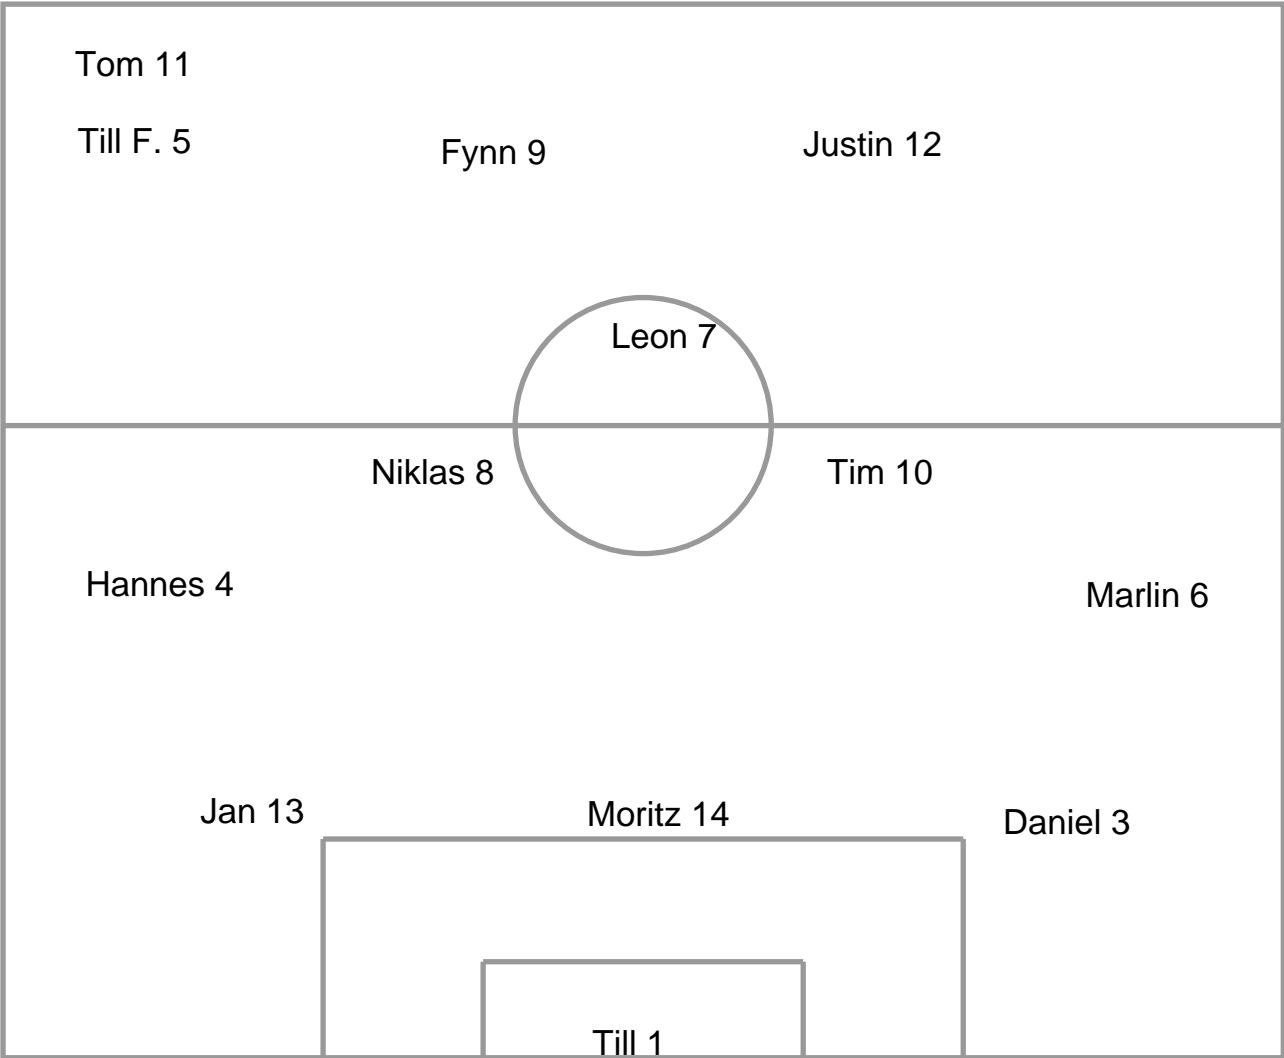 Tom 11
Till F. 5
Fynn 9
Justin 12
Leon 7
Niklas 8
Tim 10
Hannes 4
Marlin 6
Jan 13
Moritz 14
Daniel 3
Till 1